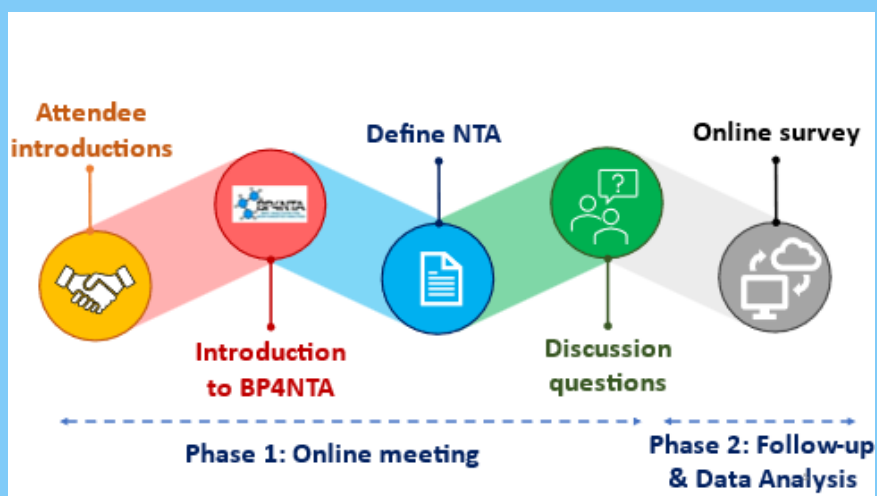 Attendee
introductions
Define NTA
Online survey
BP4NTA
?
Introduction
to BP4NTA
Discussion
questions
Phase 1: Online meeting
Phase 2: Follow-up
& Data Analysis